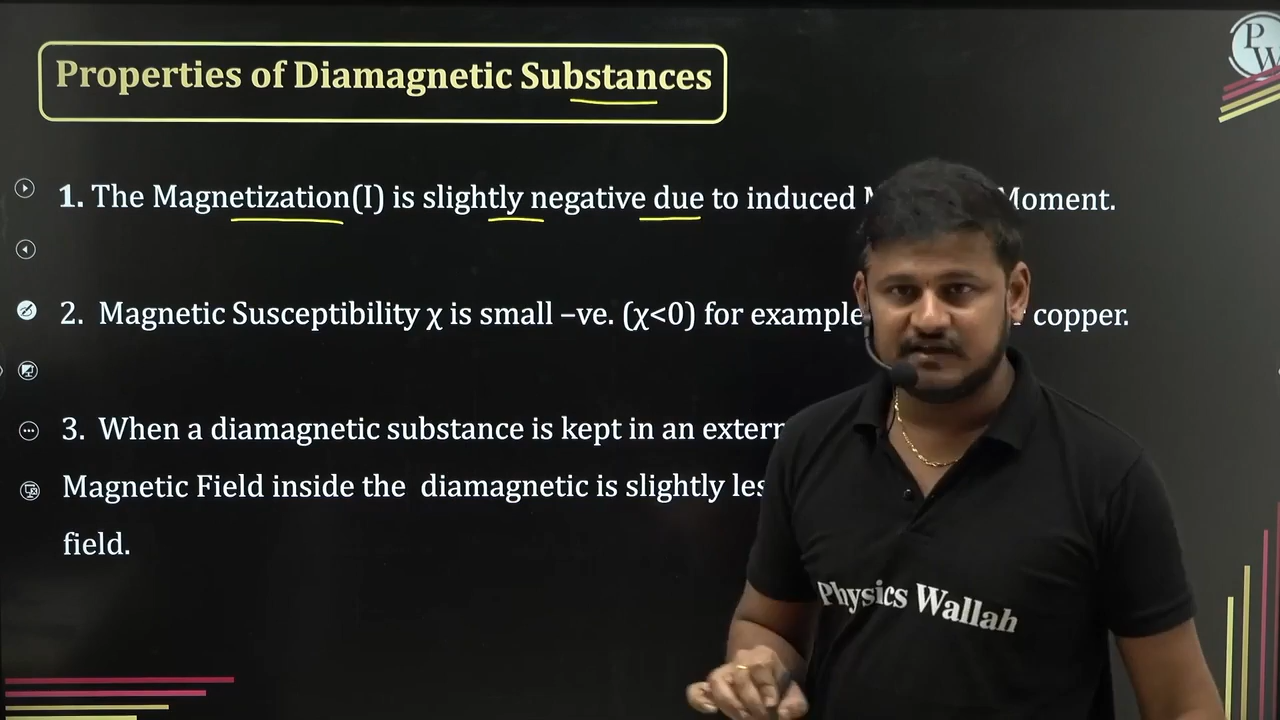 Properties of Diamagnetic Substances
PW
1. The Magnetization(I) is slightly negative due to induced Moment.
2. Magnetic Susceptibility χ is small –ve. (χ<0) for example copper.
3. When a diamagnetic substance is kept in an
Magnetic Field inside the diamagnetic is slightly
field.
Physics Wallah